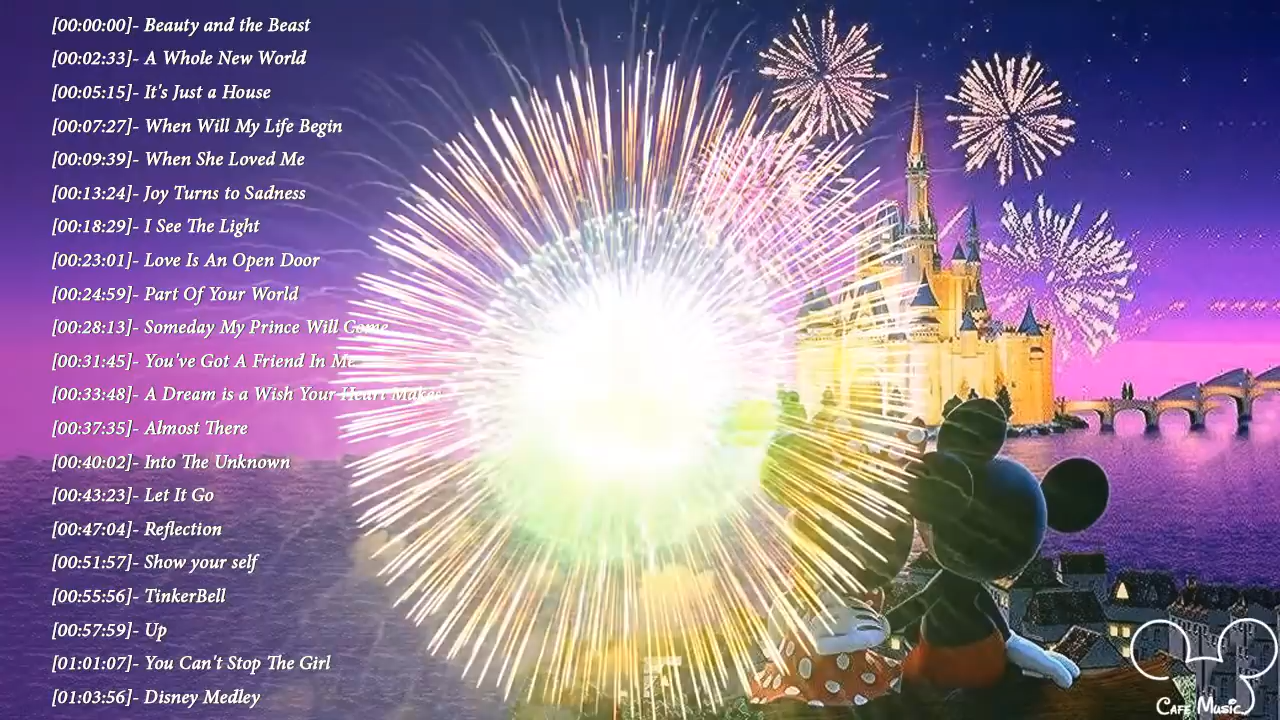 [00:00:00]- Beauty and the Beast
[00:02:33]- A Whole New World
[00:05:15]- It's Just a House
[00:07:27]- When Will My Life Begin
[00:09:39]- When She Loved Me
[00:13:24]- Joy Turns to Sadness
[00:18:29]- I See The Light
[00:23:01]- Love Is An Open Door
[00:24:59]- Part Of Your World
[00:28:13]- Someday My Prince Will Come
[00:31:45]- You've Got A Friend In Me
[00:33:48]- A Dream is a Wish Your Heart Makes
[00:37:35]- Almost There
[00:40:02]- Into The Unknown
[00:43:23]- Let It Go
[00:47:04]- Reflection
[00:51:57]- Show your self
[00:55:56]- TinkerBell
[00:57:59]- Up
[01:01:07]- You Can't Stop The Girl
[01:03:56]- Disney Medley
Cafe Music